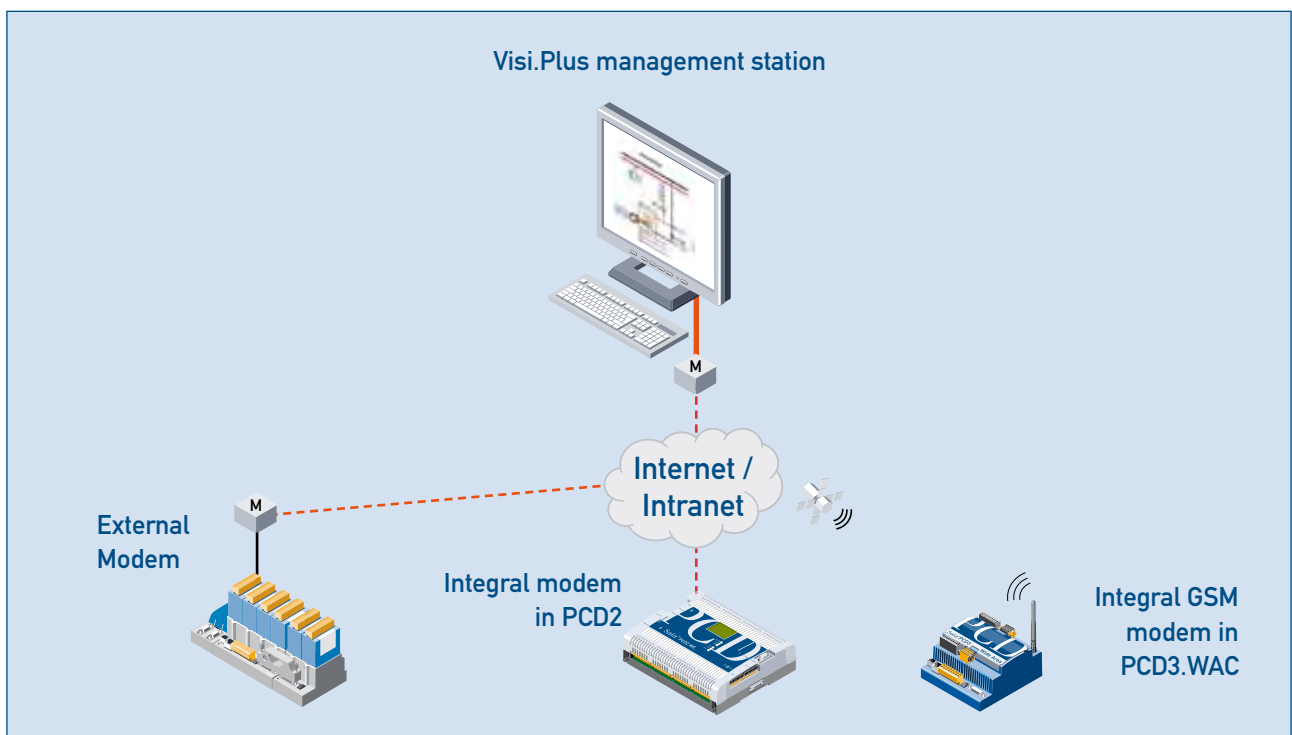 Visi.Plus management station
M
Internet /
Intranet
M
External
Modem
Integral modem
in PCD2
PCD
Integral GSM
modem in
PCD3.WAC
PCD